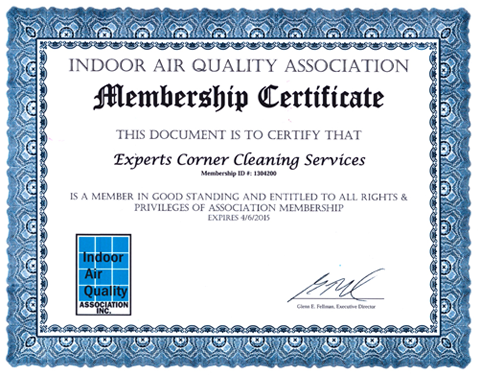 INDOOR AIR QUALITY ASSOCIATION
Membership Certificate
THIS DOCUMENT IS TO CERTIFY THAT
Experts Corner Cleaning Services
Membership ID #: 1304200
IS A MEMBER IN GOOD STANDING AND ENTITLED TO ALL RIGHTS &
PRIVILEGES OF ASSOCIATION MEMBERSHIP
EXPIRES 4/6/2015
Indoor
Air
Quality
ASSOCIATION
INC.
Glenn E. Fellman, Executive Director